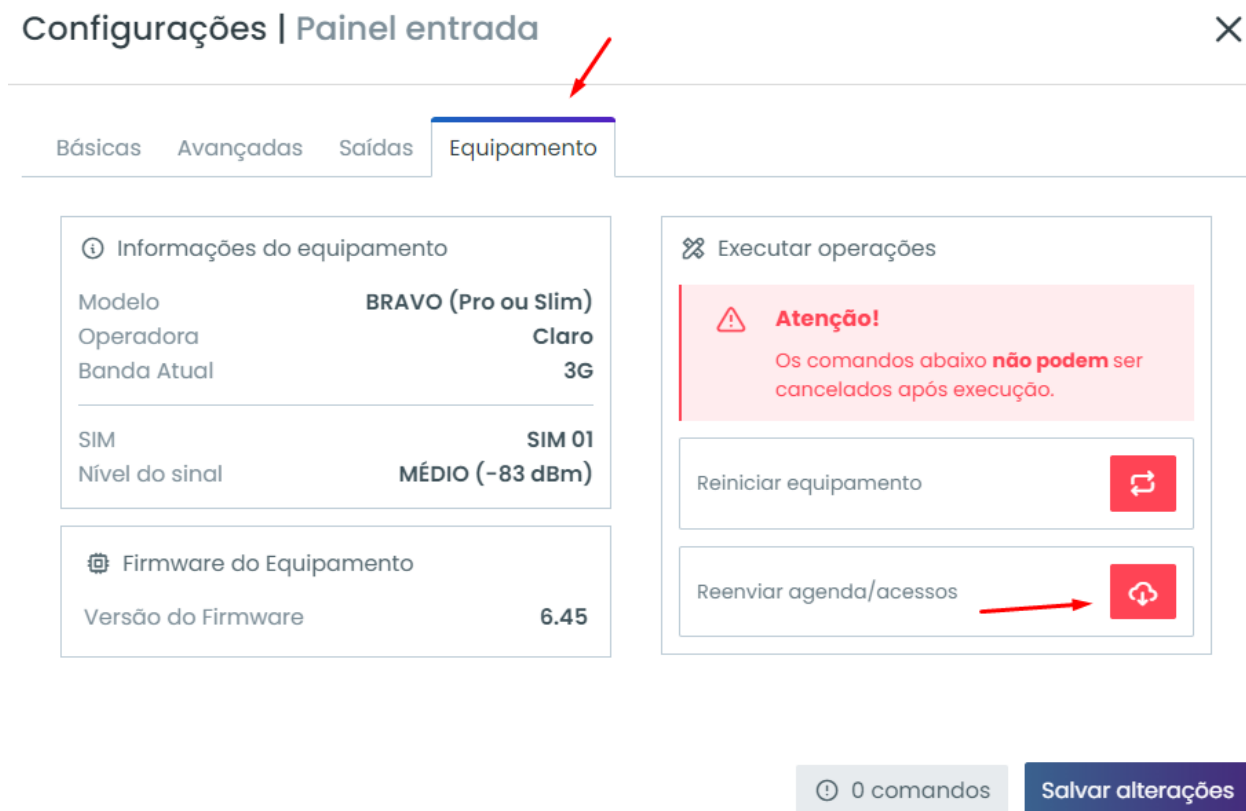 Configurações | Painel entrada
Básicas Avançadas Saídas Equipamento
Informações do equipamento
Modelo BRAVO (Pro ou Slim)
Operadora Claro
Banda Atual 3G
SIM SIM 01
Nível do sinal MÉDIO (-83 dBm)
Firmware do Equipamento
Versão do Firmware 6.45
Executar operações
Atenção!
Os comandos abaixo não podem ser
cancelados após execução.
Reiniciar equipamento
Reenviar agenda/acessos
0 comandos
Salvar alterações